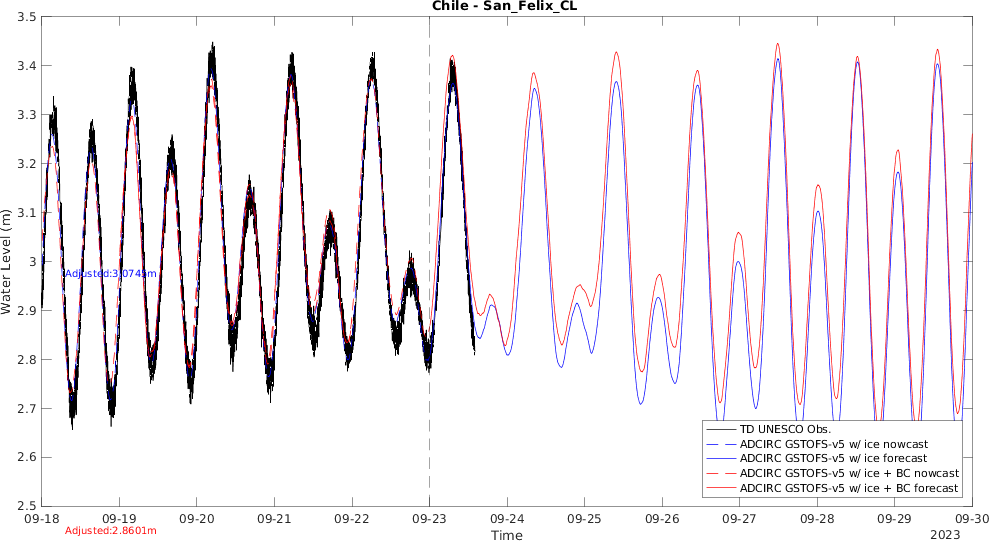 Chile - San_Felix_CL
3.5
3.4
3.3
3.2
3.1
3
2.9
2.8
2.7
2.6
2.5
Water Level (m)
Adjusted:3.0745m
TD UNESCO Obs.
ADCIRC GSTOFS-v5 w/ ice nowcast
ADCIRC GSTOFS-v5 w/ ice forecast
ADCIRC GSTOFS-v5 w/ ice + BC nowcast
ADCIRC GSTOFS-v5 w/ ice + BC forecast
09-18 09-19 09-20 09-21 09-22 09-23 09-24 09-25 09-26 09-27 09-28 09-29 09-30
Adjusted:2.8601m
Time
2023